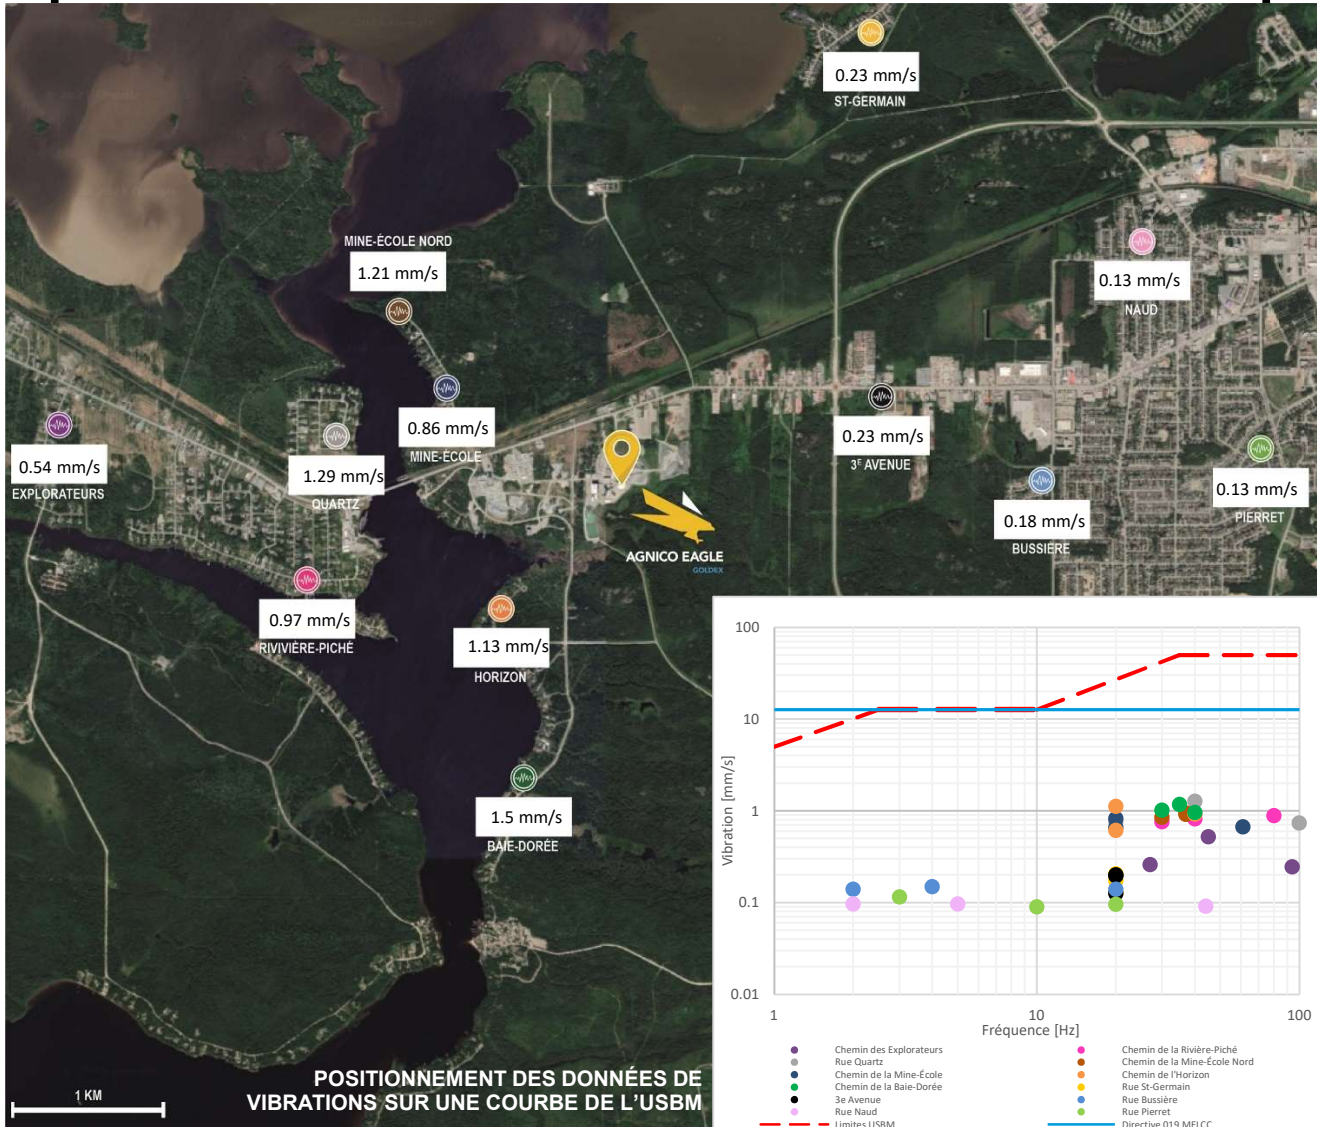 0.23 mm/s
ST-GERMAIN
MINE-ÉCOLE NORD
1.21 mm/s
0.13 mm/s
NAUD
0.54 mm/s
EXPLORATEURS
1.29 mm/s
QUARTZ
0.86 mm/s
MINE-ÉCOLE
0.23 mm/s
3E AVENUE
0.18 mm/s
BUSSIÈRE
0.13 mm/s
PIERRET
AGNICO EAGLE
GOLDEX
0.97 mm/s
RIVIVIÈRE-PICHÉ
1.13 mm/s
HORIZON
1.5 mm/s
BAIE-DORÉE
POSITIONNEMENT DES DONNÉES DE
VIBRATIONS SUR UNE COURBE DE L'USBM
1 KM
100
10
1
0.1
0.01
Vibration [mm/s]
1
10
100
Fréquence [Hz]
Chemin des Explorateurs
Chemin de la Rivière-Piché
Rue Quartz
Chemin de la Mine-École Nord
Chemin de la Mine-École
Chemin de l'Horizon
Chemin de la Baie-Dorée
Rue St-Germain
3e Avenue
Rue Bussière
Rue Naud
Rue Pierret
Limites USBM
Directive 019 MELCC